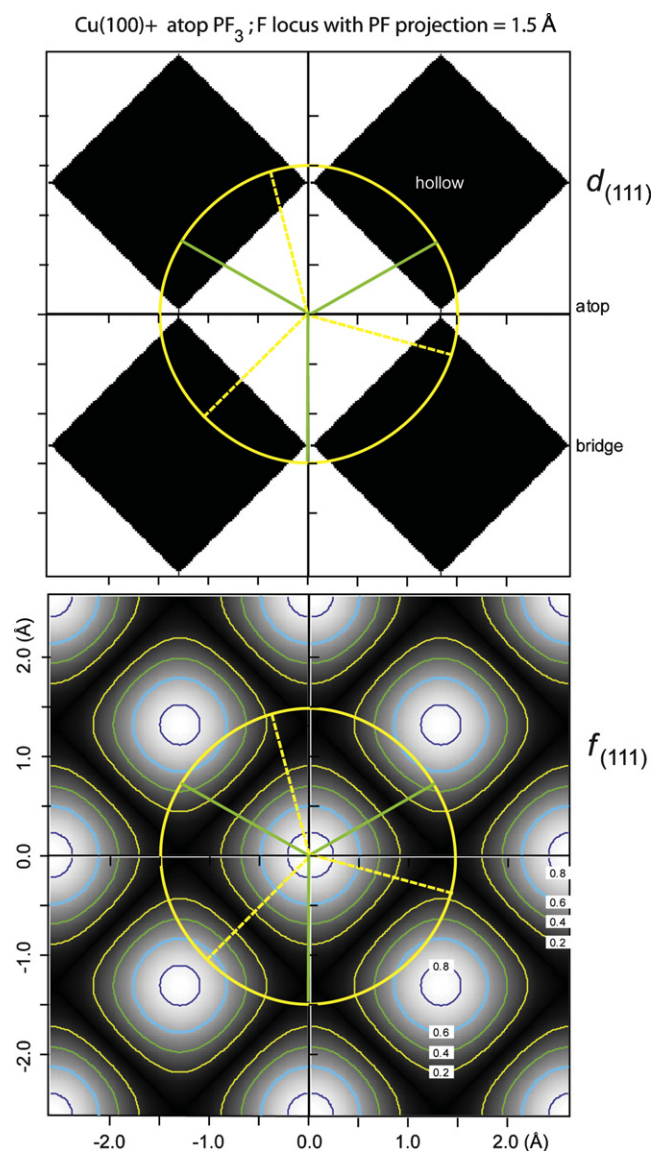 Cu(100)+ atop PF3 ; F locus with PF projection = 1.5 Å
hollow
d(111)
atop
bridge
2.0 (Å)
f(111)
1.0
0.0
0.8
0.6
0.4
0.2
-1.0
0.8
0.6
-2.0
0.4
0.2
-2.0 -1.0 0.0 1.0 2.0 (Å)